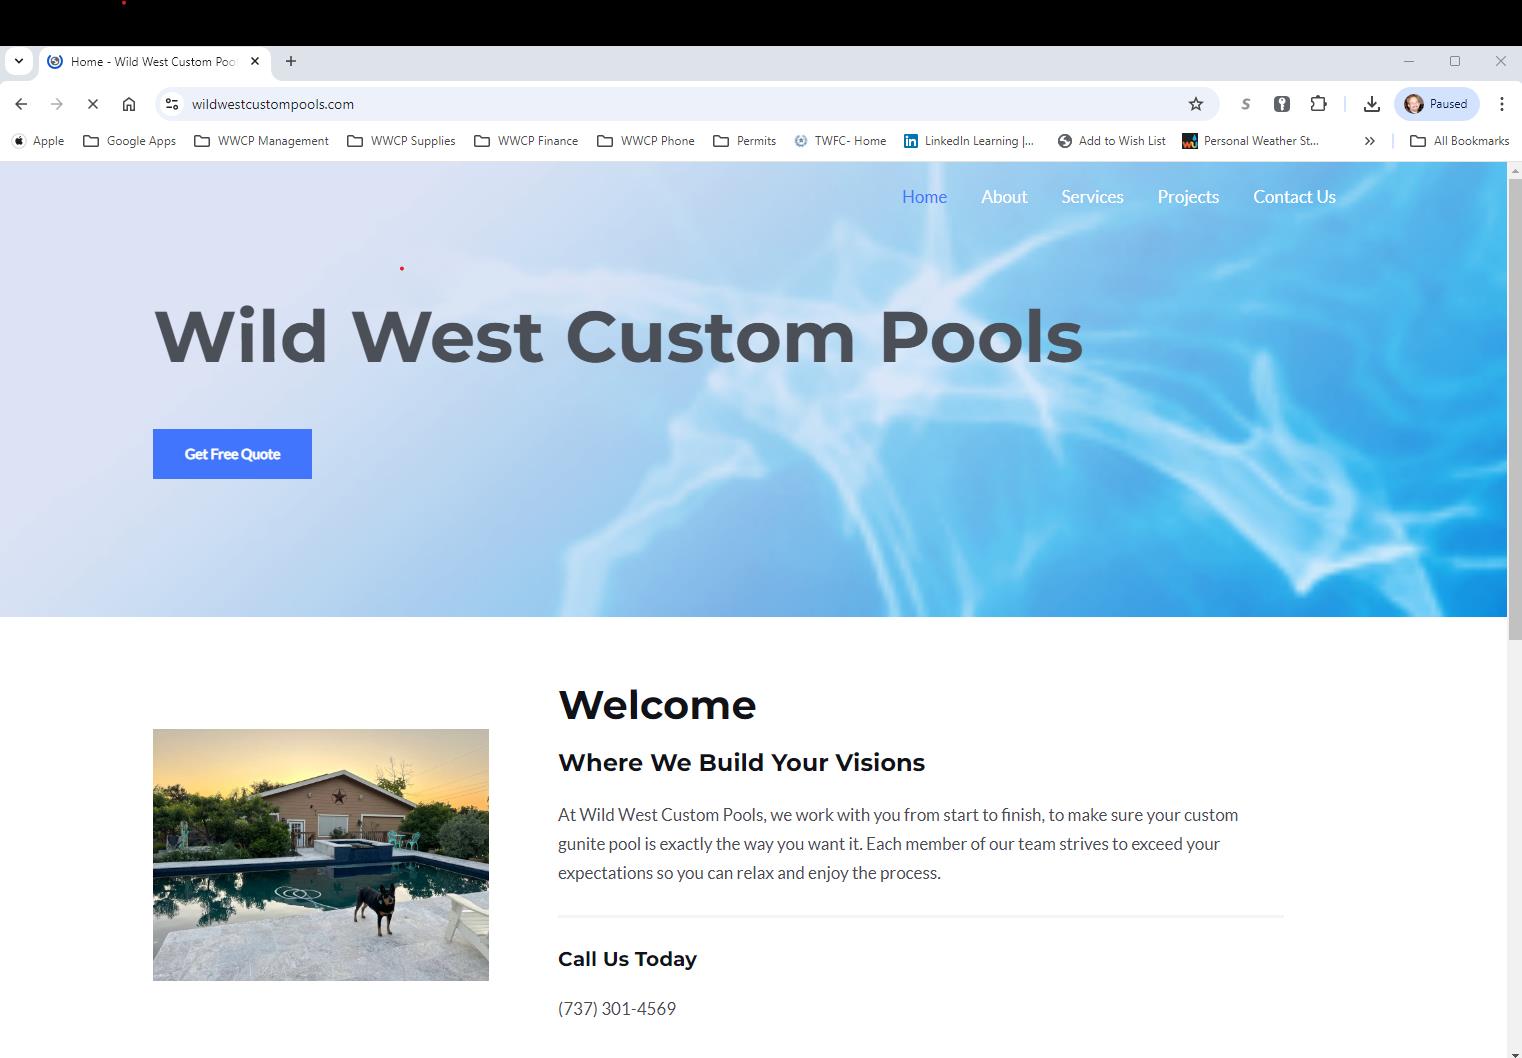 Home - Wild West Custom Poo
wildwestcustompools.com
Paused
Apple
Google Apps
WWCP Management
WWCP Supplies
WWCP Finance
WWCP Phone
Permits
TWFC- Home
LinkedIn Learning |...
Add to Wish List
Personal Weather St...
All Bookmarks
Home
About
Services
Projects
Contact Us
Wild West Custom Pools
Get Free Quote
Welcome
Where We Build Your Visions
At Wild West Custom Pools, we work with you from start to finish, to make sure your custom
gunite pool is exactly the way you want it. Each member of our team strives to exceed your
expectations so you can relax and enjoy the process.
Call Us Today
(737) 301-4569